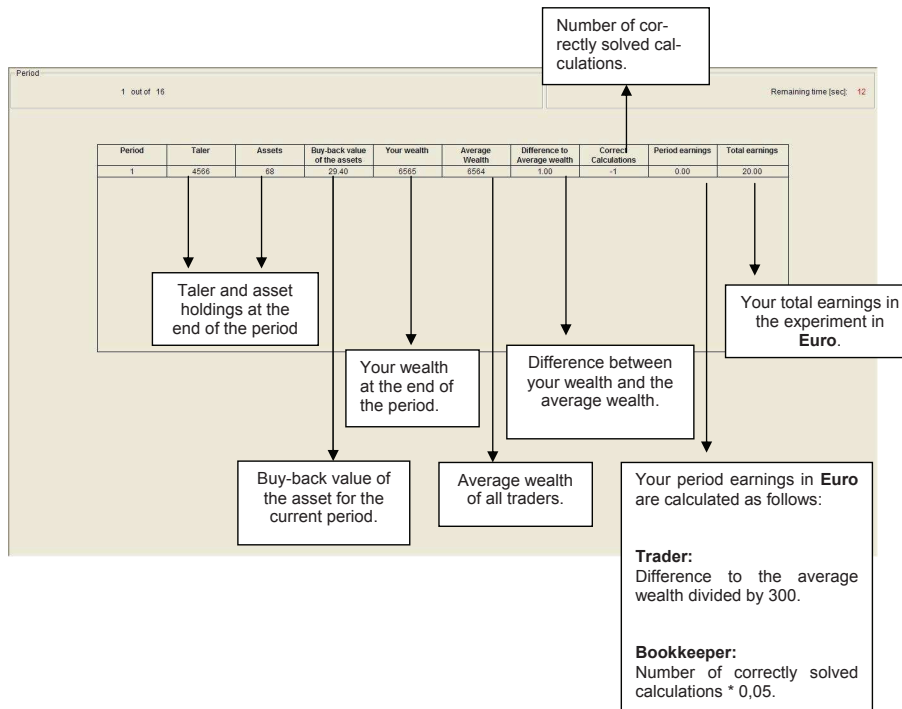 Number of cor-
rectly solved cal-
culations.
Period
1 out of 16
Remaining time [sec]: 12
Period Taler Assets Buy-back value of the assets Your wealth Average Wealth Difference to Average wealth Correct Calculations Period earnings Total earnings
1 4566 68 29.40 6565 6564 1.00 -1 0.00 20.00
Taler and asset
holdings at the
end of the period
Your total earnings in
the experiment in
Euro.
Your wealth
at the end of
the period.
Difference between
your wealth and the
average wealth.
Buy-back value of
the asset for the
current period.
Average wealth
of all traders.
Your period earnings in Euro
are calculated as follows:
Trader:
Difference to the average
wealth divided by 300.
Bookkeeper:
Number of correctly solved
calculations * 0,05.